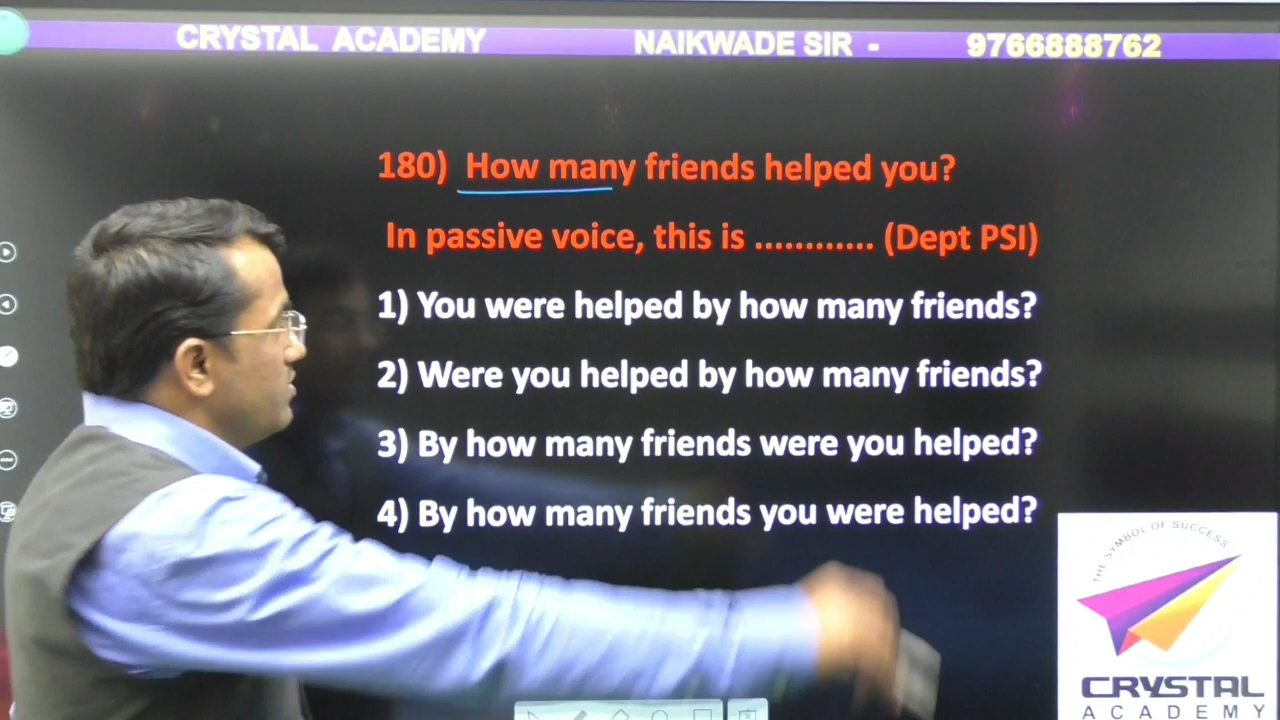 CRYSTAL ACADEMY NAIKWADE SIR - 9766888762
180) How many friends helped you?
In passive voice, this is ............ (Dept PSI)
1) You were helped by how many friends?
2) Were you helped by how many friends?
3) By how many friends were you helped?
4) By how many friends you were helped?
THE SYMBOL OF SUCCESS
CRYSTAL
ACADEMY